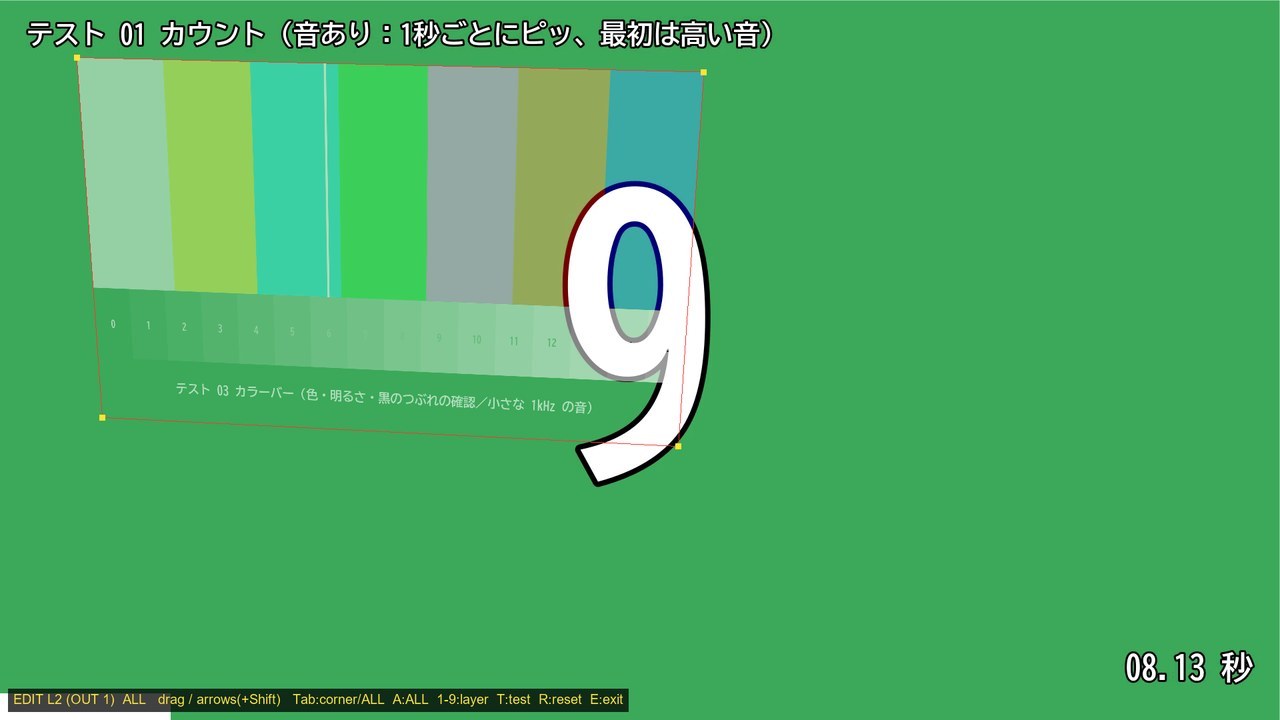 テスト 01 カウント（音あり：1秒ごとにピッ、最初は高い音）
9
0 1 2 3 4 5 6 7 8 9 10 11 12
テスト 03 カラーバー（色・明るさ・黒のつぶれの確認／小さな 1kHz の音）
08.13 秒
EDIT L2 (OUT 1) ALL drag / arrows(+Shift) Tab:corner/ALL A:ALL 1-9:layer T:test R:reset E:exit